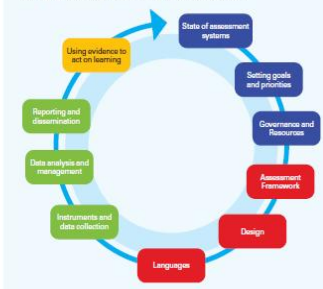 State of assessment
systems
Setting goals
and priorities
Governance and
Resources
Assessment
Framework
Design
Languages
Instruments and
data collection
Data analysis and
management
Reporting and
dissemination
Using evidence to
act on learning